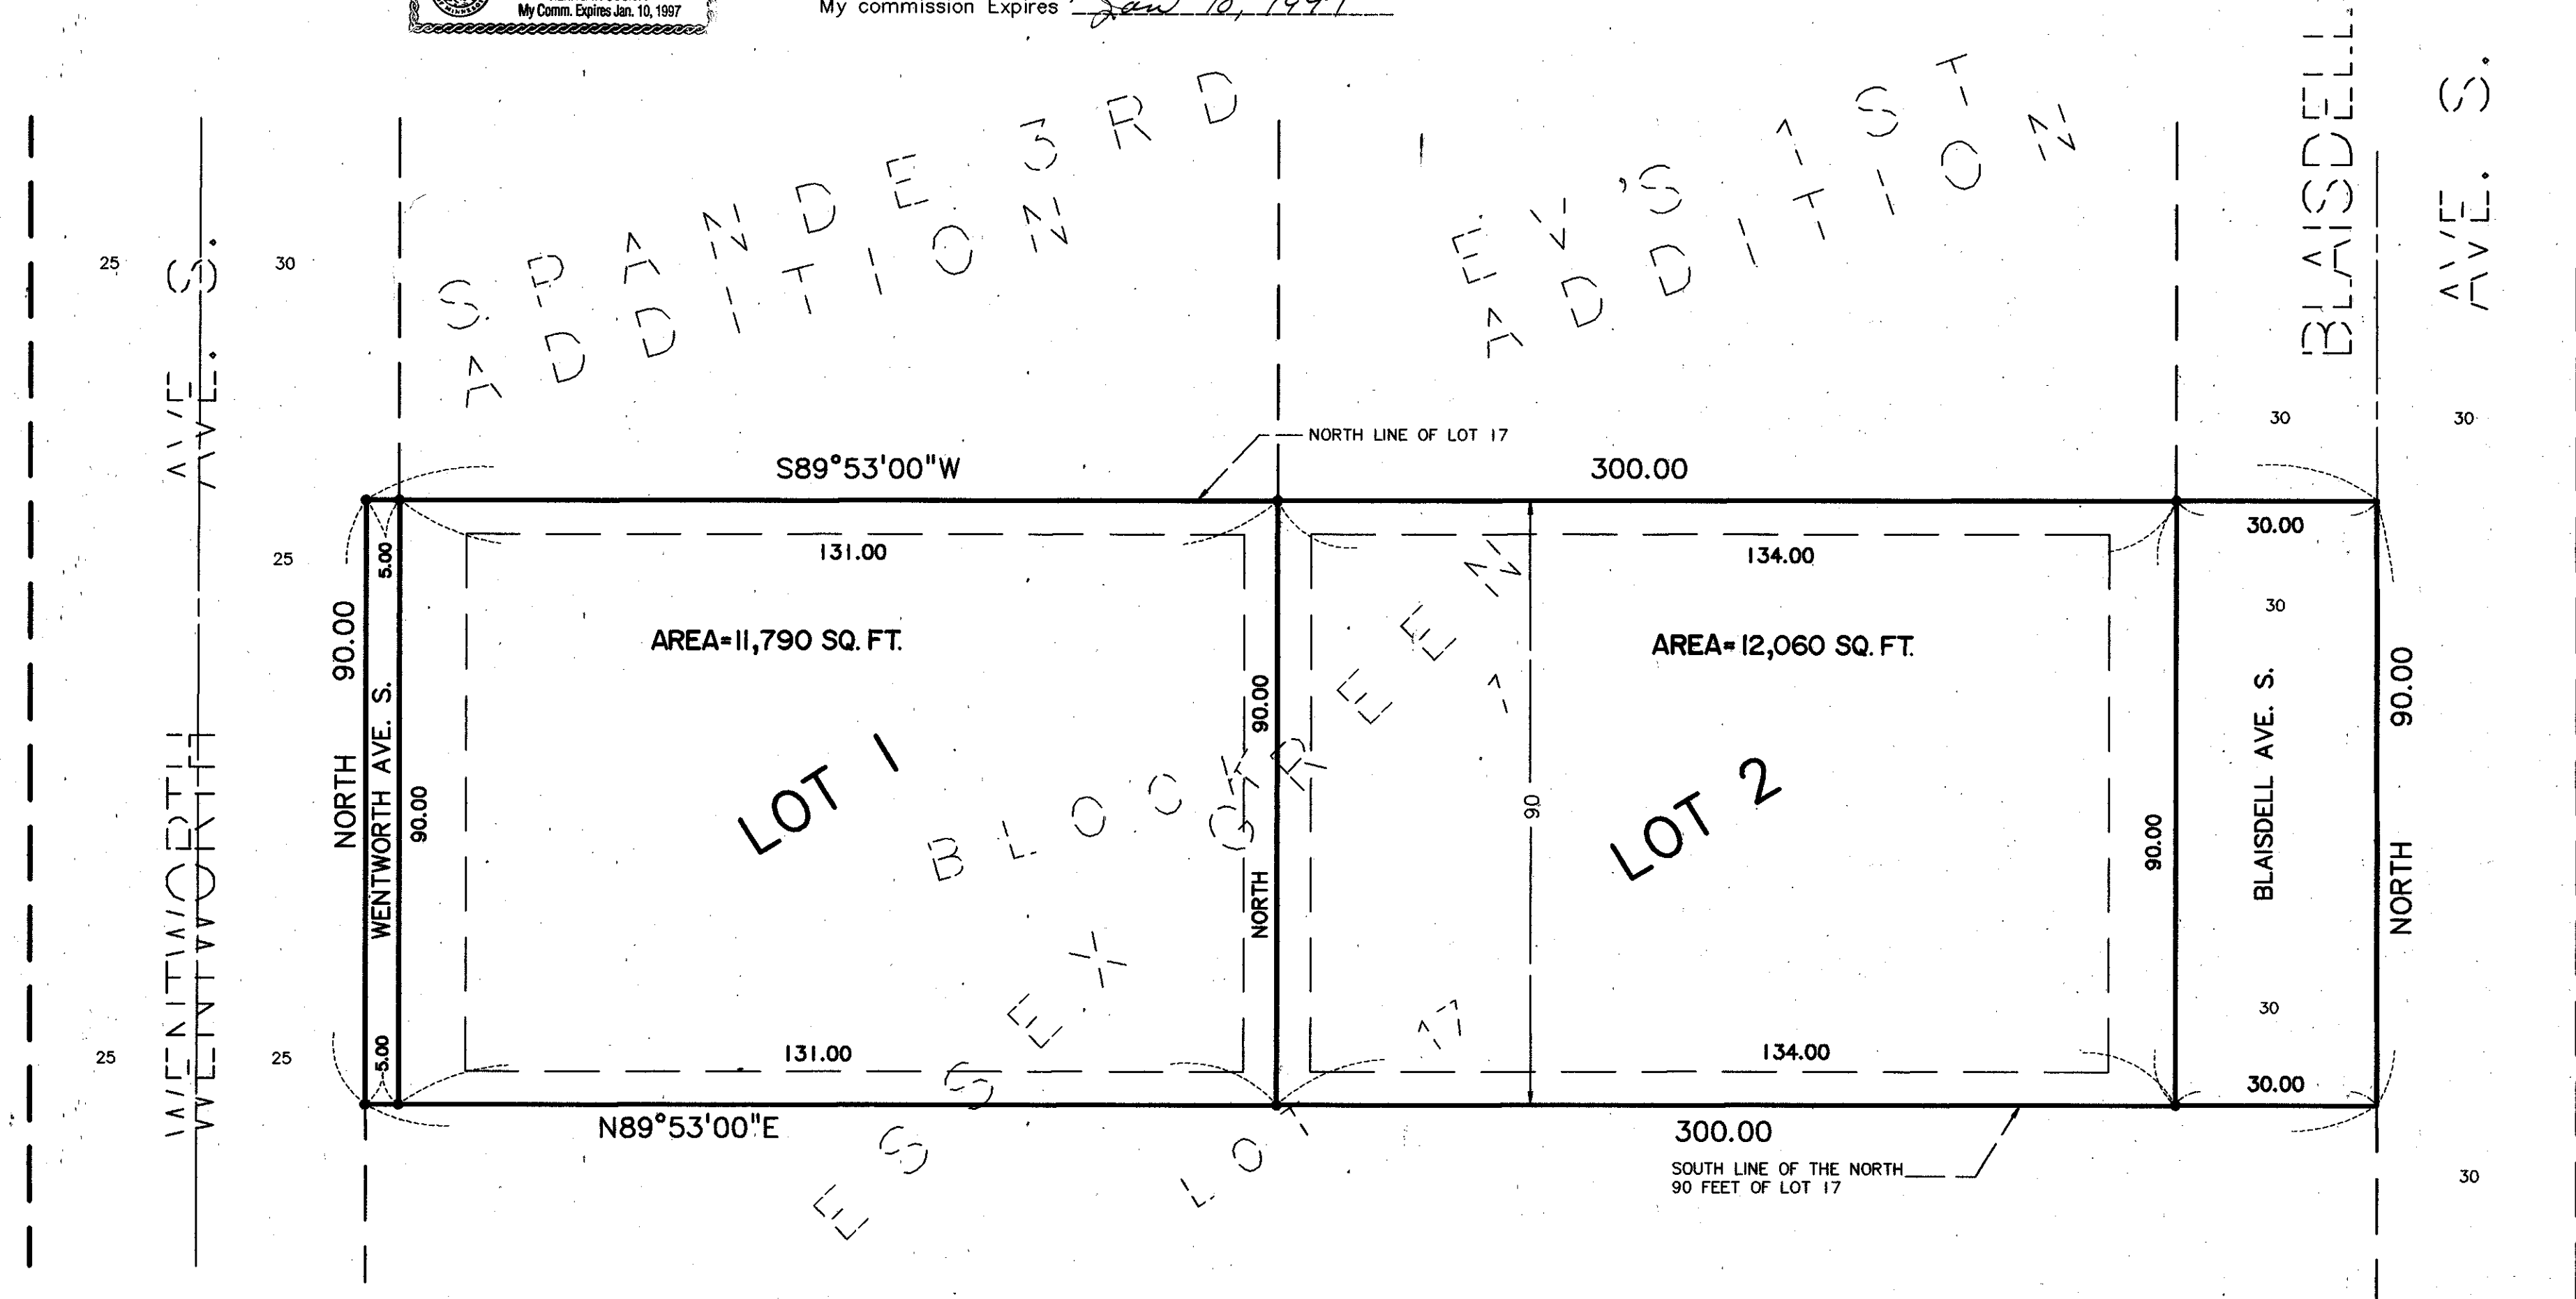 My Comm. Expires Jan. 10, 1997
My commission Expires Jan 10, 1997
SPANDE 3RD
ADDITION
EV'S 1ST
ADDITION
BLAISDELL
AVE. S.
WENTWORTH AVE. S.
WENTWORTH AVE. S.
25
30
30
30
NORTH LINE OF LOT 17
S89°53'00"W
300.00
5.00
131.00
134.00
30.00
25
30
AREA=11,790 SQ. FT.
AREA=12,060 SQ. FT.
NORTH 90.00
WENTWORTH AVE. S.
90.00
LOT 1
BLOCK
NORTH 90.00
90
LOT 2
90.00
BLAISDELL AVE. S.
NORTH 90.00
ESSEX GREEN
LOT 17
30
25
25
5.00
131.00
134.00
30.00
N89°53'00"E
300.00
SOUTH LINE OF THE NORTH
90 FEET OF LOT 17
30